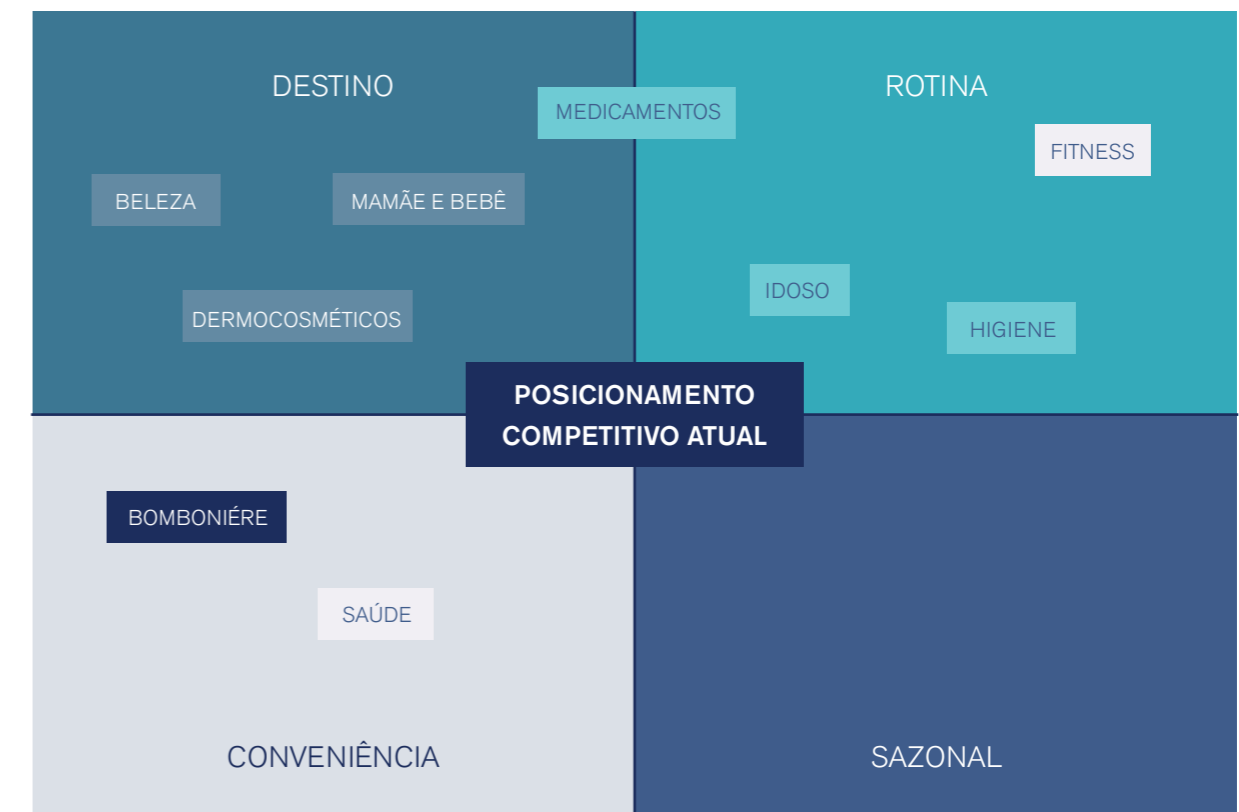 DESTINO
ROTINA
MEDICAMENTOS
FITNESS
BELEZA
MAMÃE E BEBÊ
IDOSO
DERMOCOSMÉTICOS
HIGIENE
POSICIONAMENTO
COMPETITIVO ATUAL
BOMBONIÉRE
SAÚDE
CONVENIÊNCIA
SAZONAL